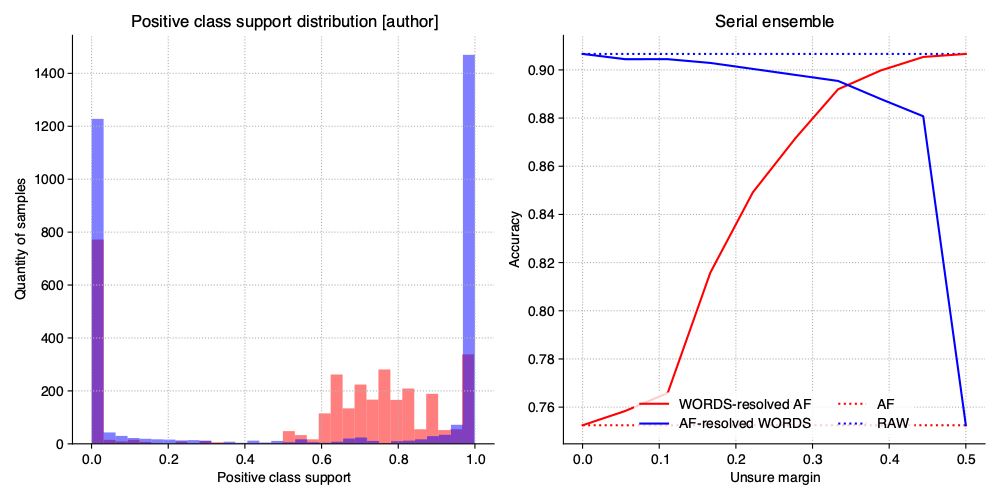 Positive class support distribution [author]
Quantity of samples
1400
1200
1000
800
600
400
200
0
0.0 0.2 0.4 0.6 0.8 1.0
Positive class support
Serial ensemble
Accuracy
0.90
0.88
0.86
0.84
0.82
0.80
0.78
0.76
WORDS-resolved AF
AF-resolved WORDS
AF
RAW
0.0 0.1 0.2 0.3 0.4 0.5
Unsure margin